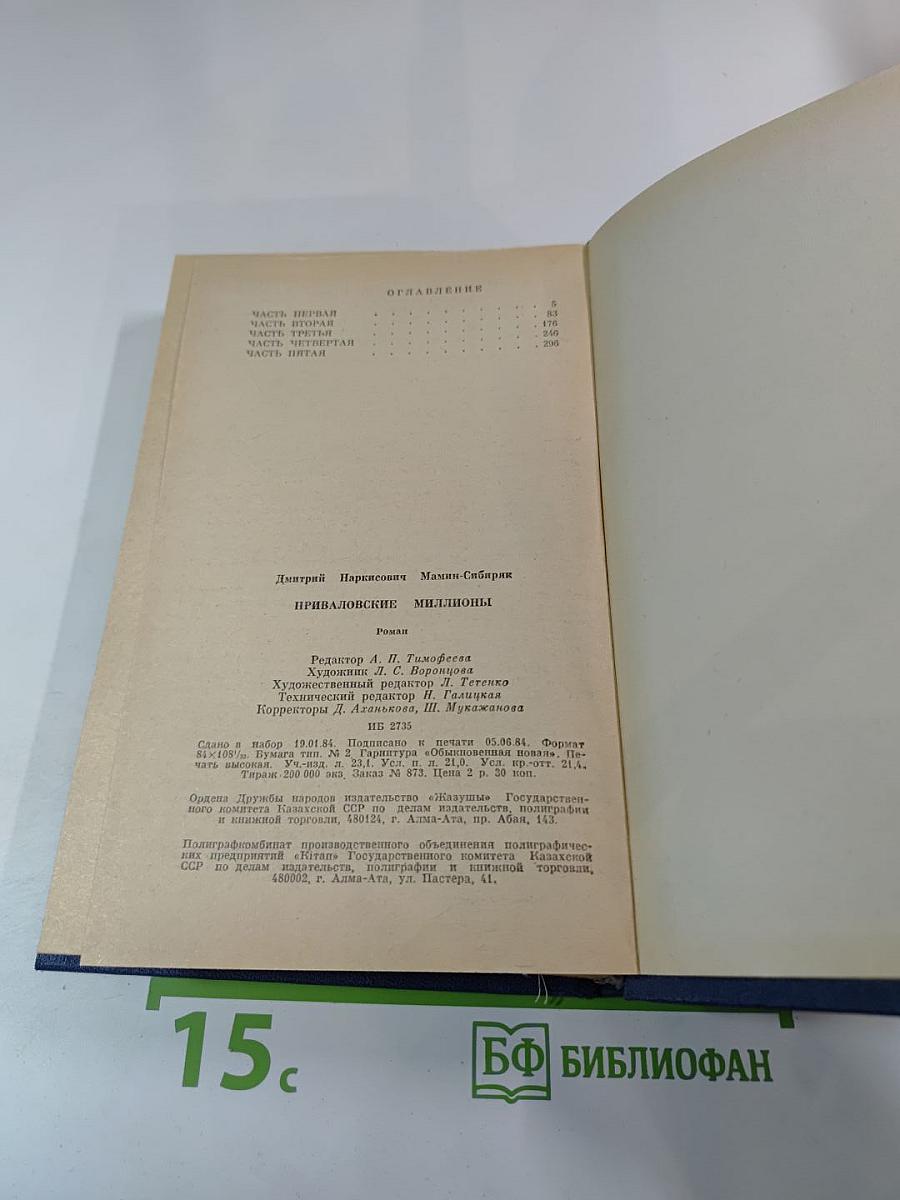 ОГЛАВЛЕНИЕ
ЧАСТЬ ПЕРВАЯ . . . . . . . . . . 5
ЧАСТЬ ВТОРАЯ . . . . . . . . . . 83
ЧАСТЬ ТРЕТЬЯ . . . . . . . . . . 176
ЧАСТЬ ЧЕТВЕРТАЯ . . . . . . . . . . 246
ЧАСТЬ ПЯТАЯ . . . . . . . . . . 296
Дмитрий Наркисович Мамин-Сибиряк
ПРИВАЛОВСКИЕ МИЛЛИОНЫ
Роман
Редактор А. П. Тимофеева
Художник Л. С. Воронцова
Художественный редактор Л. Тетенко
Технический редактор Н. Галицкая
Корректоры Д. Аханькова, Ш. Мукажанова
ИБ 2735
Сдано в набор 19.01.84. Подписано к печати 05.06.84. Формат
84×108¹/₃₂. Бумага тип. № 2 Гарнитура «Обыкновенная новая». Пе-
чать высокая. Уч.-изд. л. 23,1. Усл. п. л. 21,0. Усл. кр.-отт. 21,4.
Тираж 200 000 экз. Заказ № 873. Цена 2 р. 30 коп.
Ордена Дружбы народов издательство «Жазушы» Государствен-
ного комитета Казахской ССР по делам издательств, полиграфии
и книжной торговли, 480124, г. Алма-Ата, пр. Абая, 143.
Полиграфкомбинат производственного объединения полиграфичес-
ких предприятий «Кітап» Государственного комитета Казахской
ССР по делам издательств, полиграфии и книжной торговли,
480002, г. Алма-Ата, ул. Пастера, 41.
15 с
БФ БИБЛИОФАН